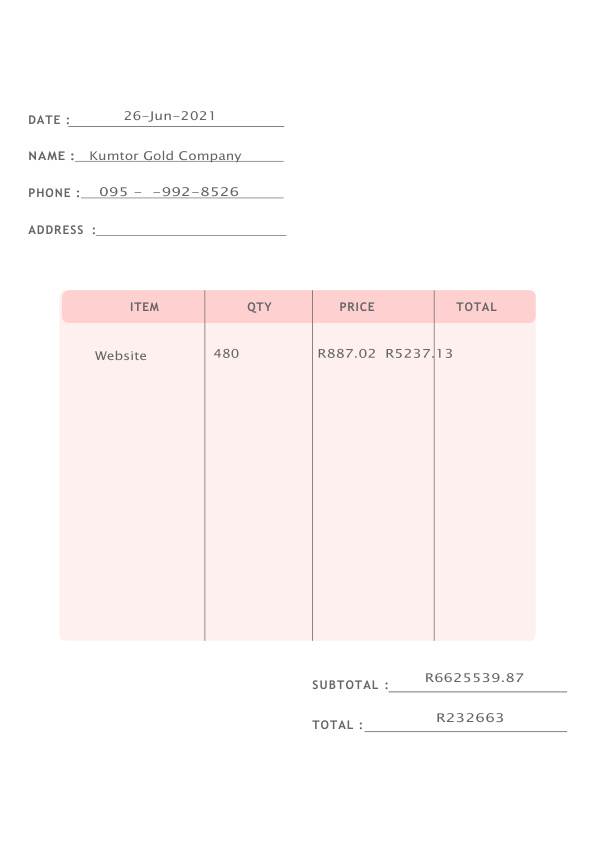 DATE : 26-Jun-2021
NAME : Kumtor Gold Company
PHONE : 095 - -992-8526
ADDRESS :
ITEM QTY PRICE TOTAL
Website 480 R887.02 R5237.13
SUBTOTAL : R6625539.87
TOTAL : R232663